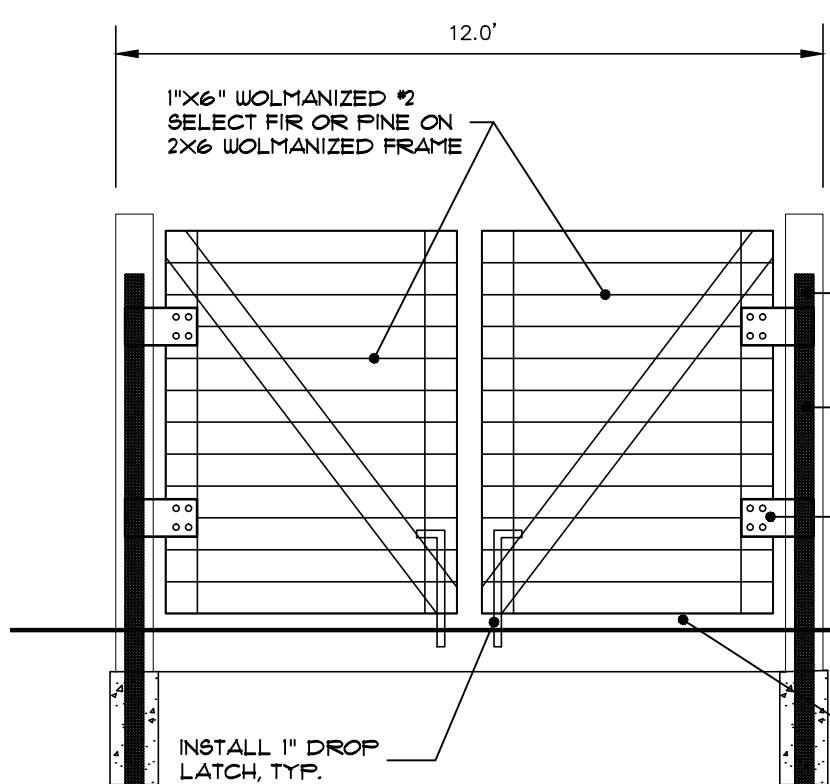 12.0'
1"X6" WOLMANIZED #2
SELECT FIR OR PINE ON
2X6 WOLMANIZED FRAME
INSTALL 1" DROP
LATCH, TYP.